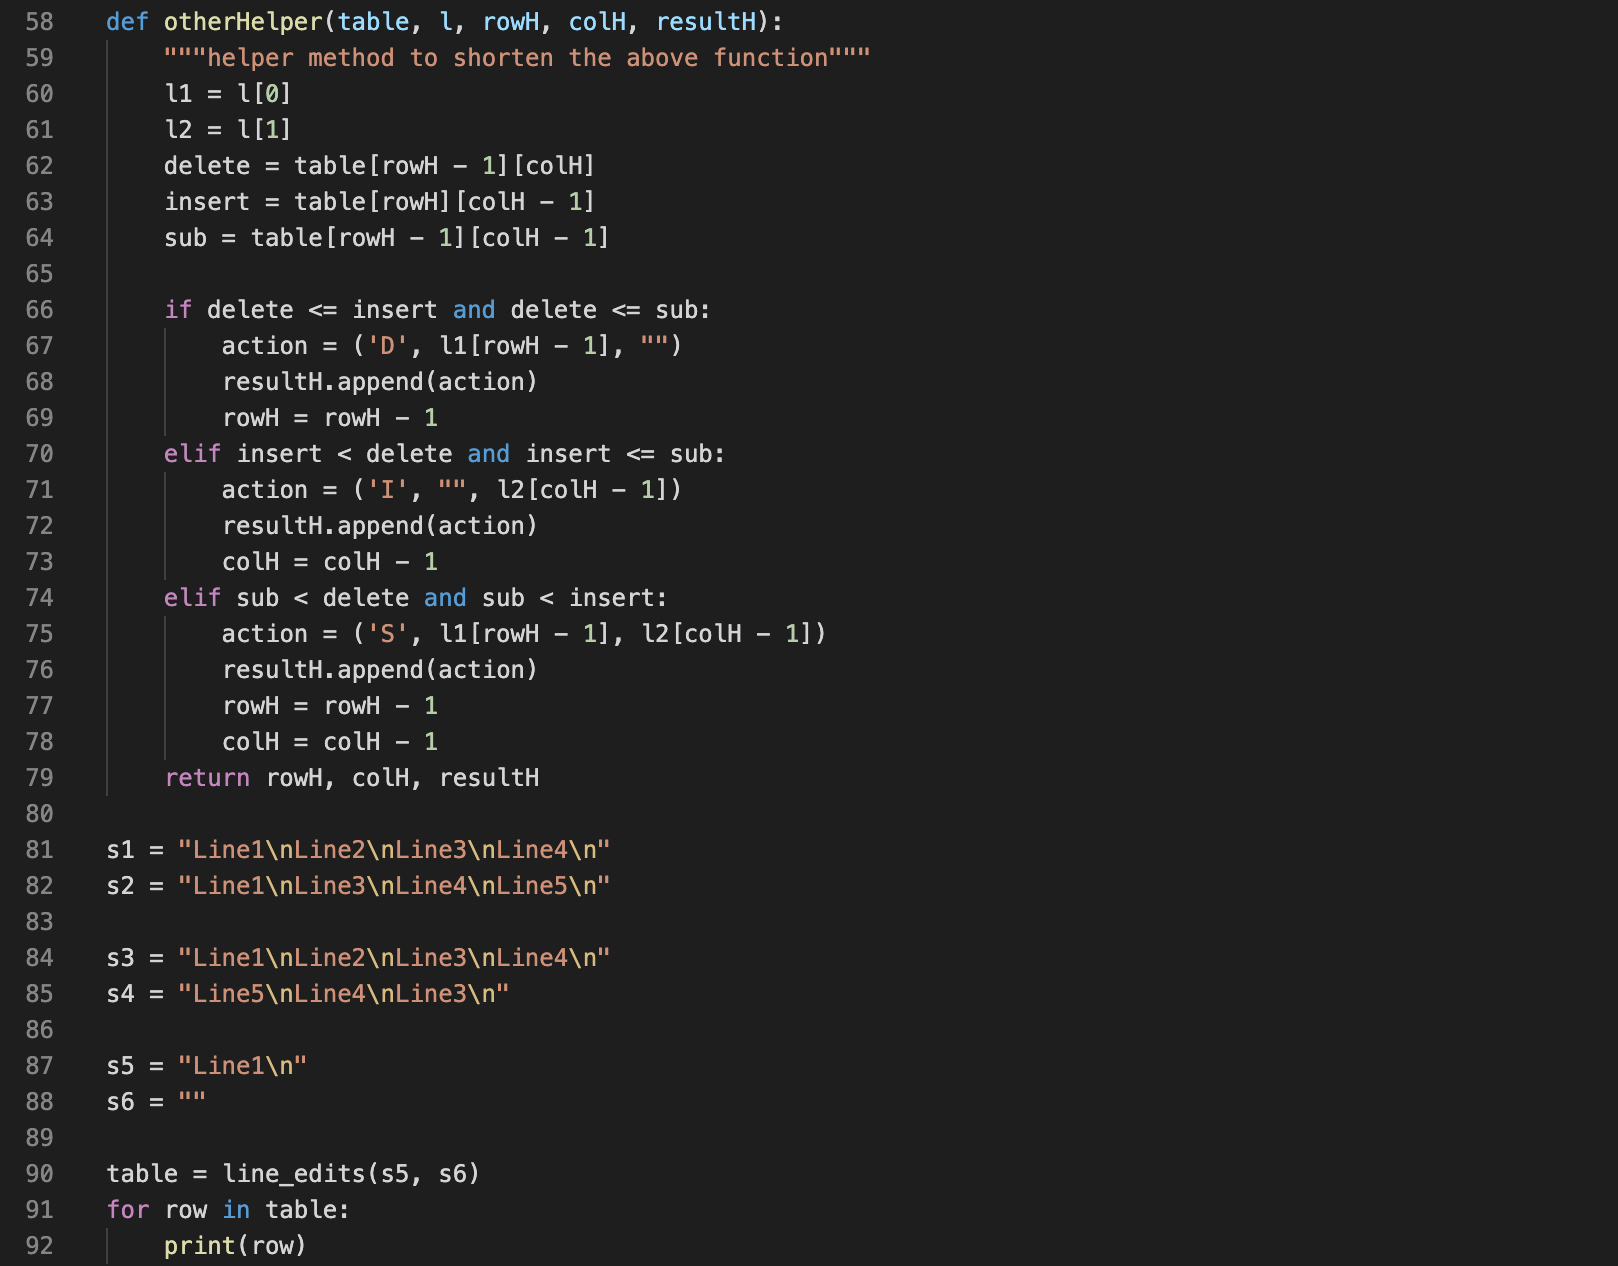 58 def otherHelper(table, l, rowH, colH, resultH):
59     """helper method to shorten the above function"""
60     l1 = l[0]
61     l2 = l[1]
62     delete = table[rowH - 1][colH]
63     insert = table[rowH][colH - 1]
64     sub = table[rowH - 1][colH - 1]
65
66     if delete <= insert and delete <= sub:
67         action = ('D', l1[rowH - 1], "")
68         resultH.append(action)
69         rowH = rowH - 1
70     elif insert < delete and insert <= sub:
71         action = ('I', "", l2[colH - 1])
72         resultH.append(action)
73         colH = colH - 1
74     elif sub < delete and sub < insert:
75         action = ('S', l1[rowH - 1], l2[colH - 1])
76         resultH.append(action)
77         rowH = rowH - 1
78         colH = colH - 1
79     return rowH, colH, resultH
80
81 s1 = "Line1\nLine2\nLine3\nLine4\n"
82 s2 = "Line1\nLine3\nLine4\nLine5\n"
83
84 s3 = "Line1\nLine2\nLine3\nLine4\n"
85 s4 = "Line5\nLine4\nLine3\n"
86
87 s5 = "Line1\n"
88 s6 = ""
89
90 table = line_edits(s5, s6)
91 for row in table:
92     print(row)